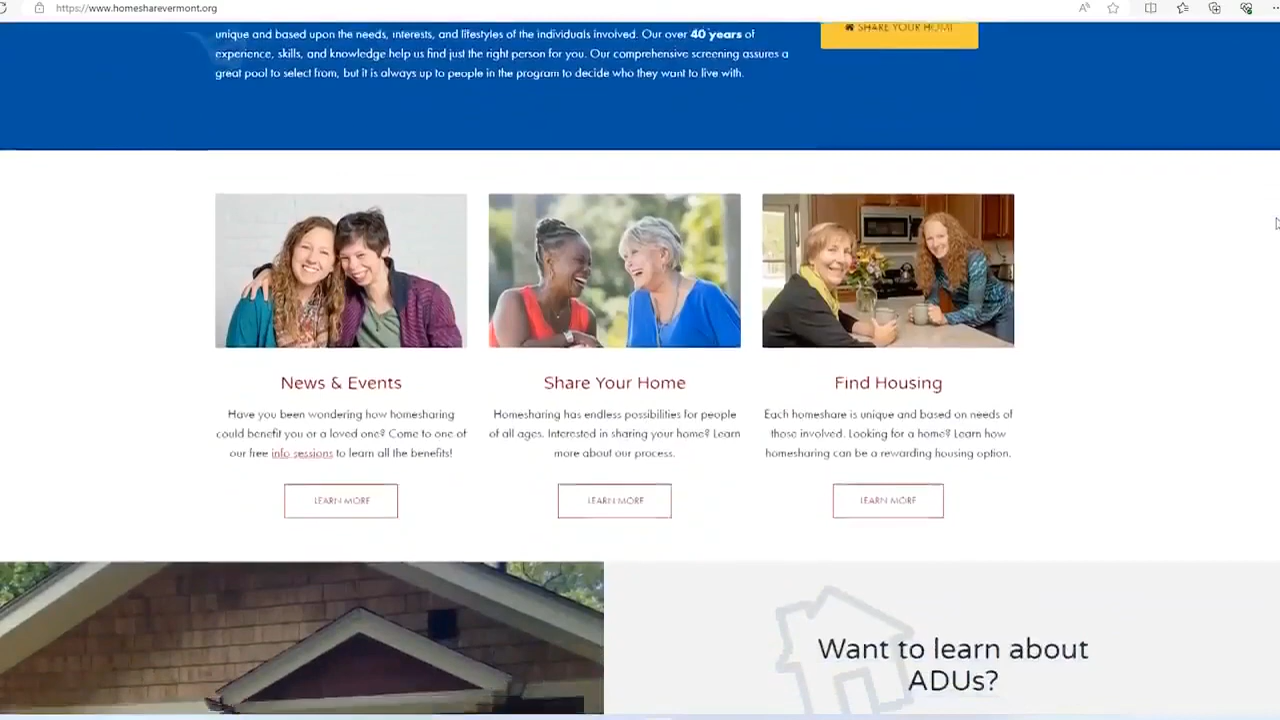 https://www.homesharevermont.org
unique and based upon the needs, interests, and lifestyles of the individuals involved. Our over 40 years of
experience, skills, and knowledge help us find just the right person for you. Our comprehensive screening assures a
great pool to select from, but it is always up to people in the program to decide who they want to live with.
SHARE YOUR HOME
News & Events
Have you been wondering how homesharing
could benefit you or a loved one? Come to one of
our free info sessions to learn all the benefits!
LEARN MORE
Share Your Home
Homesharing has endless possibilities for people
of all ages. Interested in sharing your home? Learn
more about our process.
LEARN MORE
Find Housing
Each homeshare is unique and based on needs of
those involved. Looking for a home? Learn how
homesharing can be a rewarding housing option.
LEARN MORE
Want to learn about
ADUs?